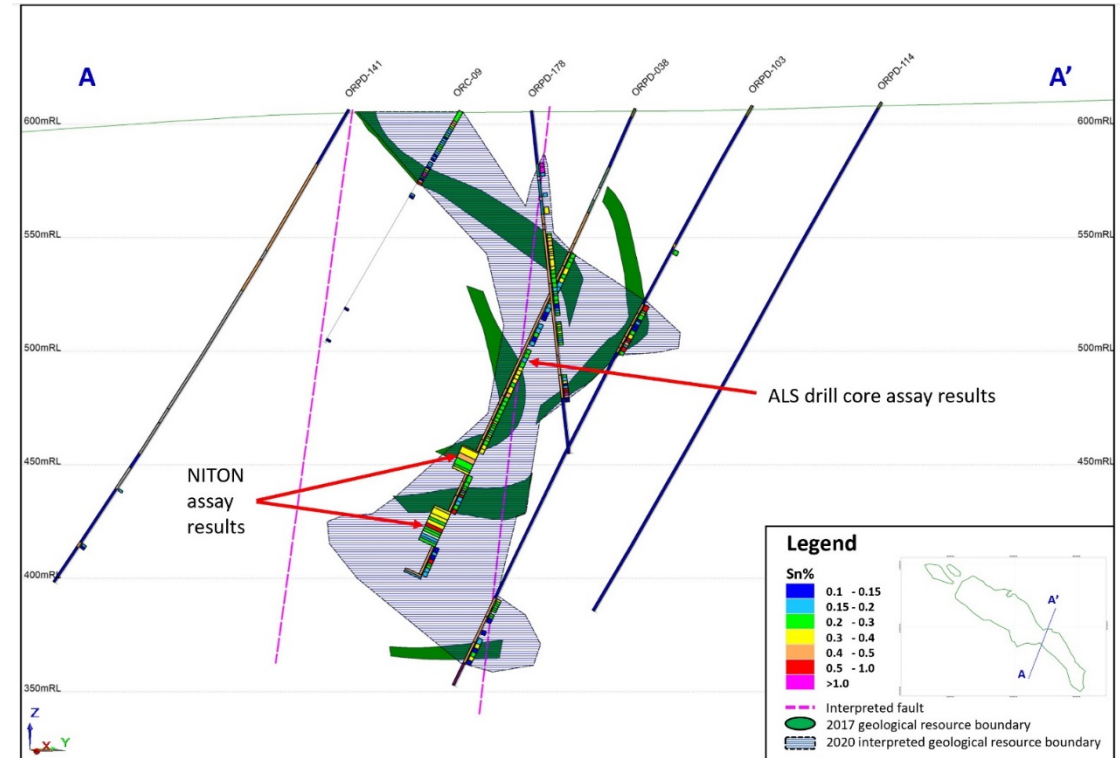 A
A'
ORPD-141
ORC-09
ORPD-178
ORPD-038
ORPD-103
ORPD-114
600mRL
600mRL
550mRL
550mRL
500mRL
500mRL
ALS drill core assay results
450mRL
450mRL
NITON
assay
results
400mRL
350mRL
Legend
Sn%
0.1 - 0.15
0.15 - 0.2
0.2 - 0.3
0.3 - 0.4
0.4 - 0.5
0.5 - 1.0
>1.0
Interpreted fault
2017 geological resource boundary
2020 interpreted geological resource boundary
A'
A
Z
X
Y